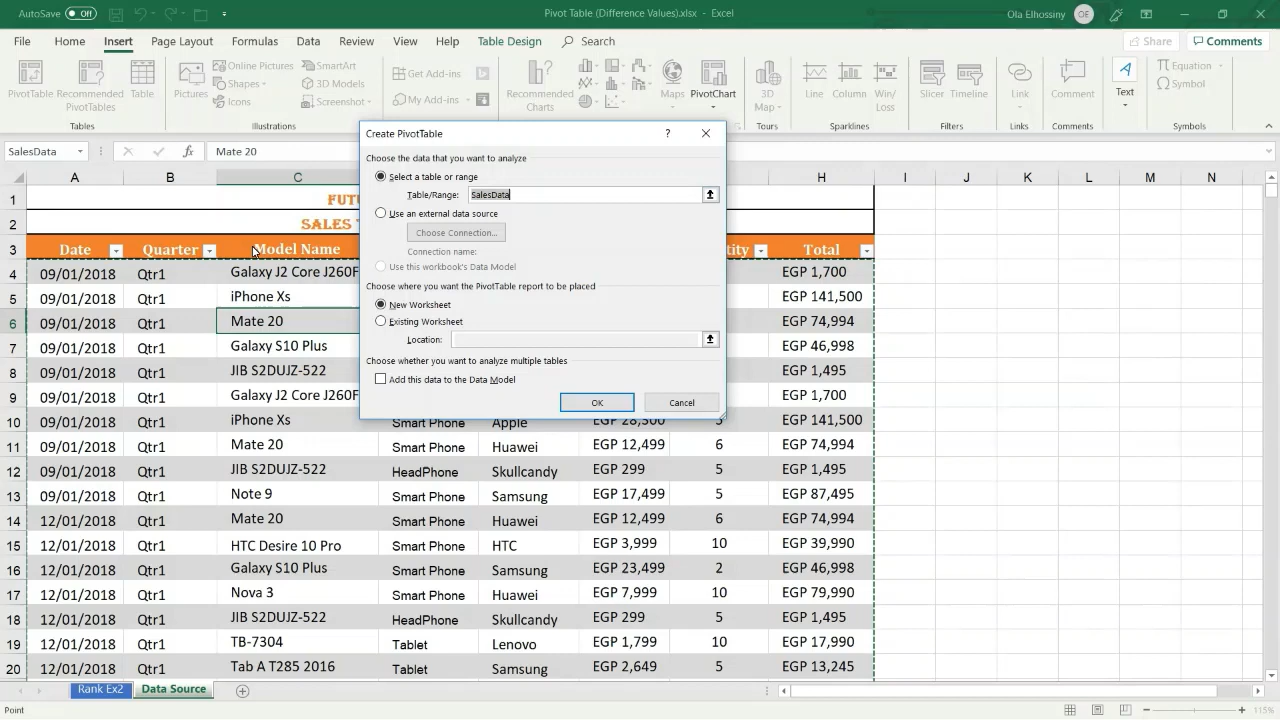 AutoSave Off
Pivot Table (Difference Values).xlsx - Excel
Ola Elhossiny OE
File Home Insert Page Layout Formulas Data Review View Help Table Design Search
Share Comments
PivotTable Recommended PivotTables Table
Tables
Pictures Online Pictures Shapes Icons SmartArt 3D Models Screenshot
Illustrations
Get Add-ins
My Add-ins
Recommended Charts
Maps PivotChart
3D Map
Tours
Line Column Win/Loss
Sparklines
Slicer Timeline
Filters
Link
Links
Comment
Comments
Text
Equation
Symbol
Symbols
SalesData fx Mate 20
Create PivotTable ?
Choose the data that you want to analyze
Select a table or range
Table/Range: SalesData
Use an external data source
Choose Connection...
Connection name:
Use this workbook's Data Model
Choose where you want the PivotTable report to be placed
New Worksheet
Existing Worksheet
Location:
Choose whether you want to analyze multiple tables
Add this data to the Data Model
OK Cancel
A B C H I J K L M N
1
2 SALES
3 Date Quarter Model Name Total
4 09/01/2018 Qtr1 Galaxy J2 Core J260F EGP 1,700
5 09/01/2018 Qtr1 iPhone Xs EGP 141,500
6 09/01/2018 Qtr1 Mate 20 EGP 74,994
7 09/01/2018 Qtr1 Galaxy S10 Plus EGP 46,998
8 09/01/2018 Qtr1 JIB S2DUJZ-522 EGP 1,495
9 09/01/2018 Qtr1 Galaxy J2 Core J260F EGP 1,700
10 09/01/2018 Qtr1 iPhone Xs Smart Phone Apple EGP 28,300 5 EGP 141,500
11 09/01/2018 Qtr1 Mate 20 Smart Phone Huawei EGP 12,499 6 EGP 74,994
12 09/01/2018 Qtr1 JIB S2DUJZ-522 HeadPhone Skullcandy EGP 299 5 EGP 1,495
13 09/01/2018 Qtr1 Note 9 Smart Phone Samsung EGP 17,499 5 EGP 87,495
14 12/01/2018 Qtr1 Mate 20 Smart Phone Huawei EGP 12,499 6 EGP 74,994
15 12/01/2018 Qtr1 HTC Desire 10 Pro Smart Phone HTC EGP 3,999 10 EGP 39,990
16 12/01/2018 Qtr1 Galaxy S10 Plus Smart Phone Samsung EGP 23,499 2 EGP 46,998
17 12/01/2018 Qtr1 Nova 3 Smart Phone Huawei EGP 7,999 10 EGP 79,990
18 12/01/2018 Qtr1 JIB S2DUJZ-522 HeadPhone Skullcandy EGP 299 5 EGP 1,495
19 12/01/2018 Qtr1 TB-7304 Tablet Lenovo EGP 1,799 10 EGP 17,990
20 12/01/2018 Qtr1 Tab A T285 2016 Tablet Samsung EGP 2,649 5 EGP 13,245
Rank Ex2 Data Source
Point 115%